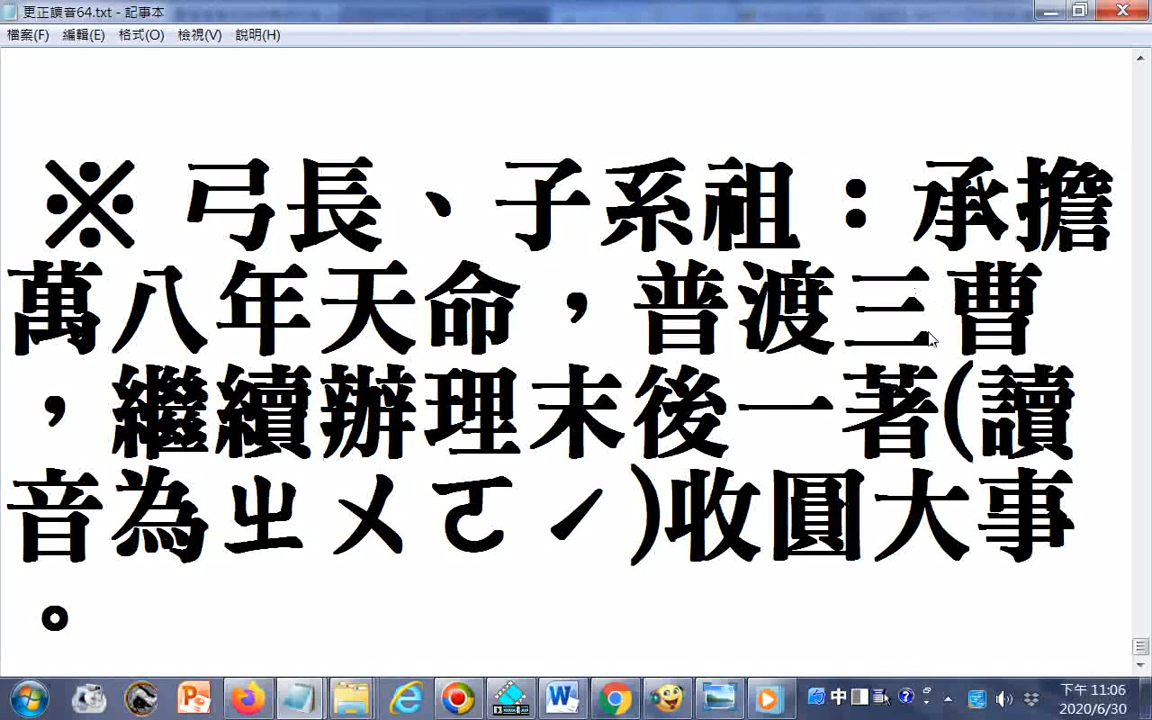 更正讀音64.txt - 記事本
檔案(F) 編輯(E) 格式(O) 檢視(V) 說明(H)
※ 弓長、子系祖：承擔
萬八年天命，普渡三曹
，繼續辦理末後一著(讀
音為ㄓㄨㄛˊ)收圓大事
。
中
下午 11:06
2020/6/30